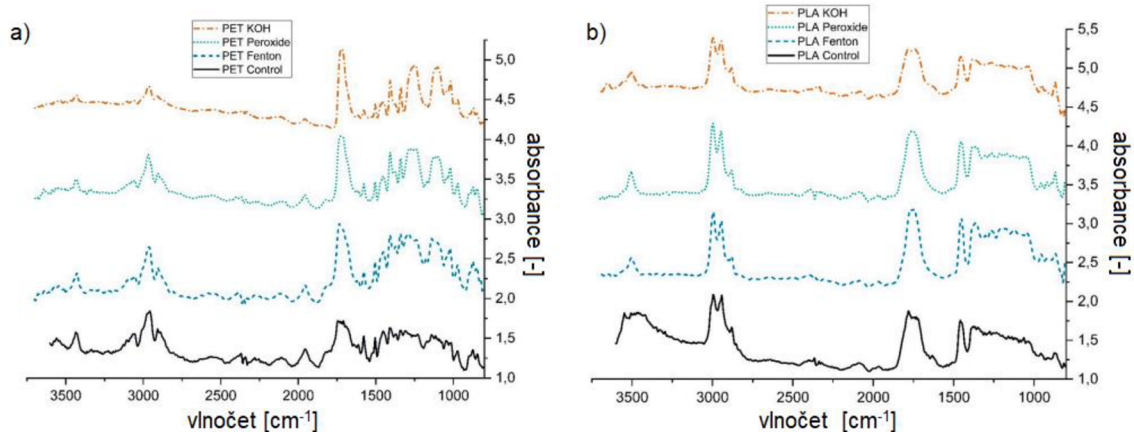 a)
PET KOH
PET Peroxide
PET Fenton
PET Control
5,0
4,5
4,0
3,5
3,0
2,5
2,0
1,5
1,0
absorbance [-]
3500 3000 2500 2000 1500 1000
vlnočet [cm-1]
b)
PLA KOH
PLA Peroxide
PLA Fenton
PLA Control
5,5
5,0
4,5
4,0
3,5
3,0
2,5
2,0
1,5
1,0
absorbance [-]
3500 3000 2500 2000 1500 1000
vlnočet [cm-1]